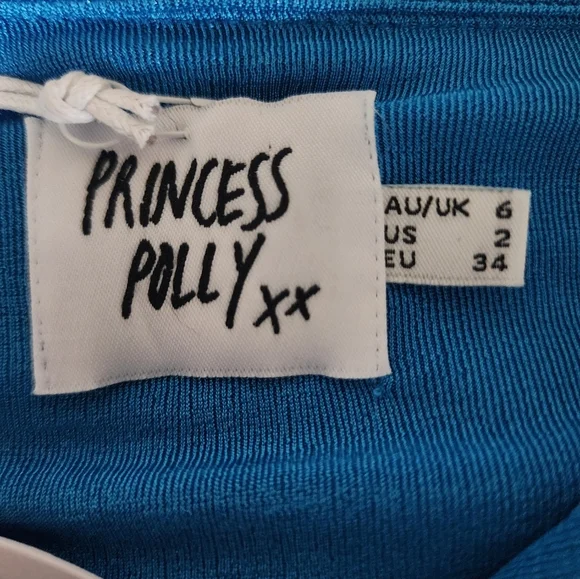 PRINCESS
POLLY xx
AU/UK 6
US 2
EU 34